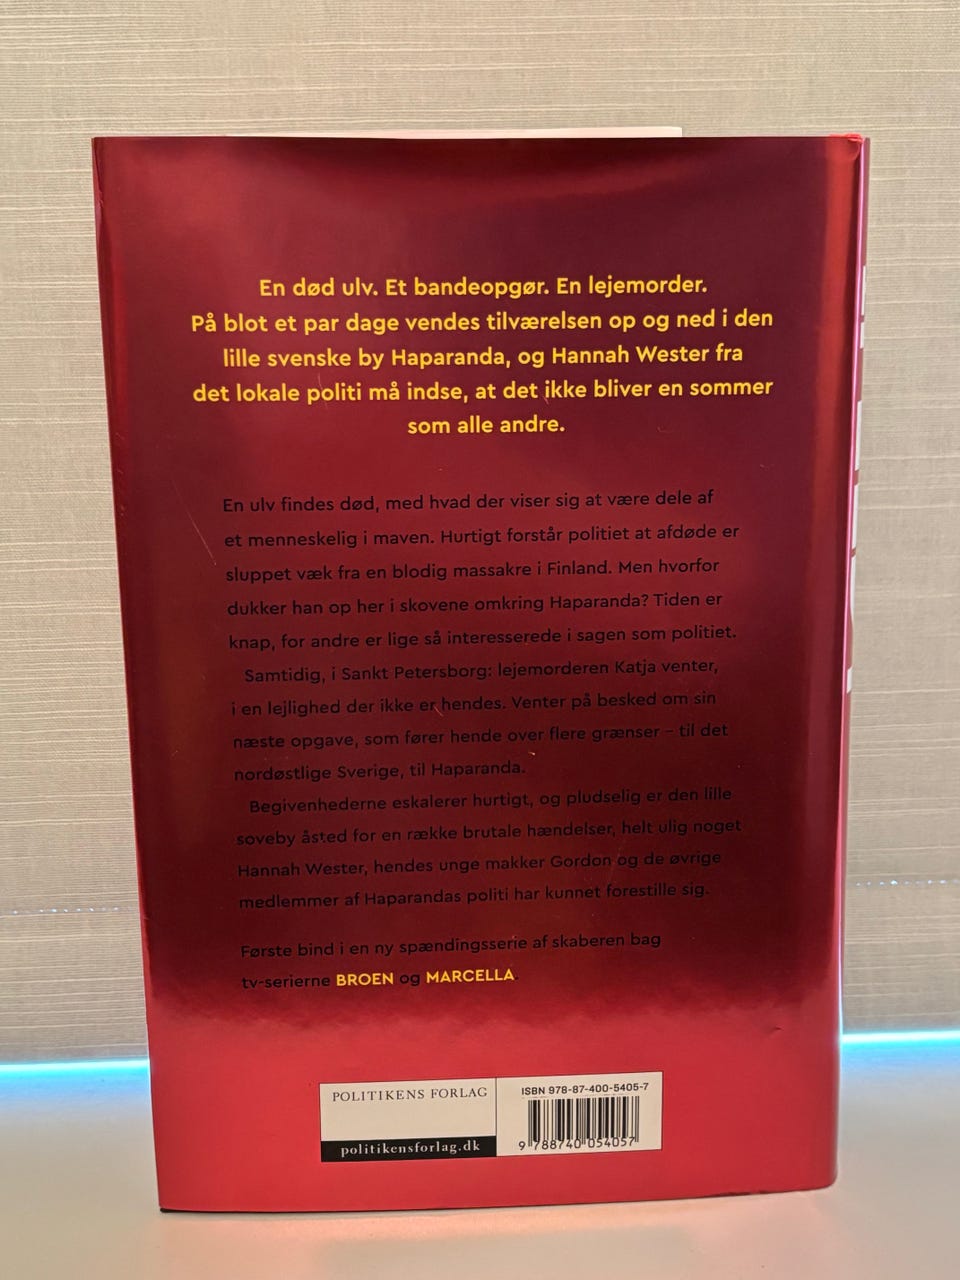 En død ulv. Et bandeopgør. En lejemorder.
På blot et par dage vendes tilværelsen op og ned i den
lille svenske by Haparanda, og Hannah Wester fra
det lokale politi må indse, at det ikke bliver en sommer
som alle andre.
En ulv findes død, med hvad der viser sig at være dele af
et menneskelig i maven. Hurtigt forstår politiet at afdøde er
sluppet væk fra en blodig massakre i Finland. Men hvorfor
dukker han op her i skovene omkring Haparanda? Tiden er
knap, for andre er lige så interesserede i sagen som politiet.
Samtidig, i Sankt Petersborg: lejemorderen Katja venter,
i en lejlighed der ikke er hendes. Venter på besked om sin
næste opgave, som fører hende over flere grænser – til det
nordøstlige Sverige, til Haparanda.
Begivenhederne eskalerer hurtigt, og pludselig er den lille
soveby åsted for en række brutale hændelser, helt ulig noget
Hannah Wester, hendes unge makker Gordon og de øvrige
medlemmer af Haparandas politi har kunnet forestille sig.
Første bind i en ny spændingsserie af skaberen bag
tv-serierne BROEN og MARCELLA
POLITIKENS FORLAG
politikensforlag.dk
ISBN 978-87-400-5405-7
9 788740 054057